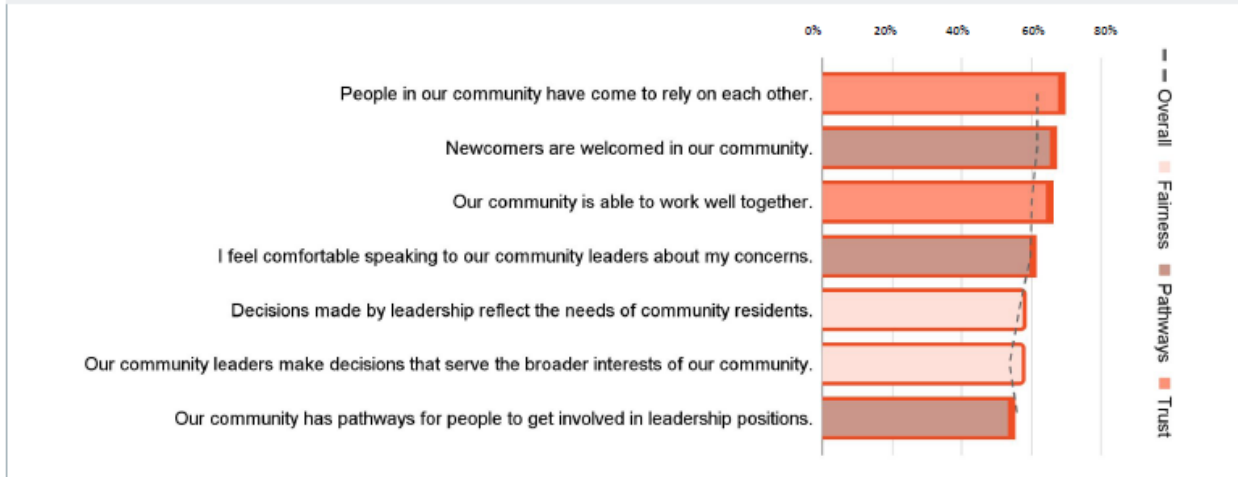 0% 20% 40% 60% 80%
People in our community have come to rely on each other.
Newcomers are welcomed in our community.
Our community is able to work well together.
I feel comfortable speaking to our community leaders about my concerns.
Decisions made by leadership reflect the needs of community residents.
Our community leaders make decisions that serve the broader interests of our community.
Our community has pathways for people to get involved in leadership positions.
Overall Fairness Pathways Trust